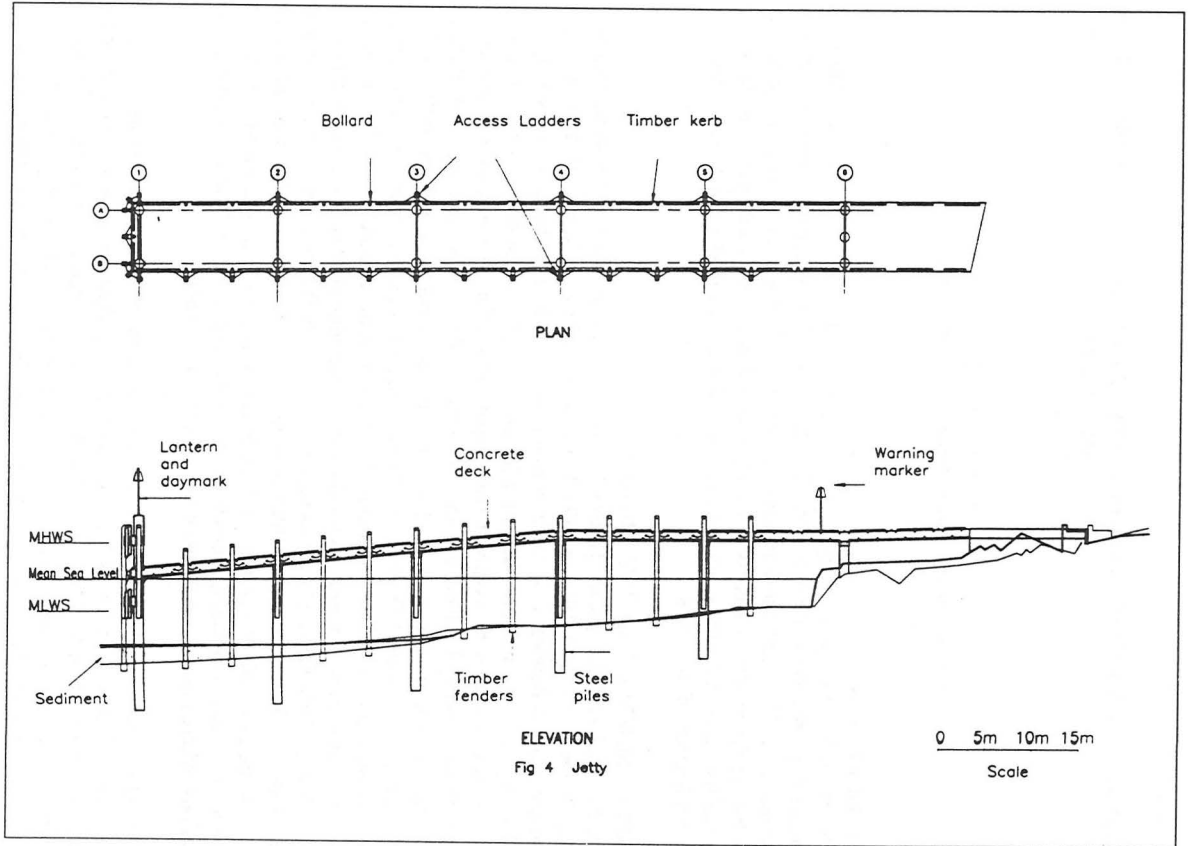 Bollard
Access Ladders
Timber kerb
1
2
3
4
5
6
A
B
PLAN
Lantern
and
daymark
Concrete
deck
Warning
marker
MHWS
Mean Sea Level
MLWS
Sediment
Timber
fenders
Steel
piles
ELEVATION
Fig 4 Jetty
0 5m 10m 15m
Scale